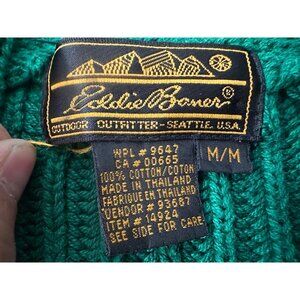 Eddie Bauer®
OUTDOOR OUTFITTER-SEATTLE, U.S.A.
WPL # 9647
CA # 00665
100% COTTON/COTON
MADE IN THAILAND
FABRIQUE EN THAILAND
VENDOR # 93687
ITEM # 14924
SEE SIDE FOR CARE
M/M